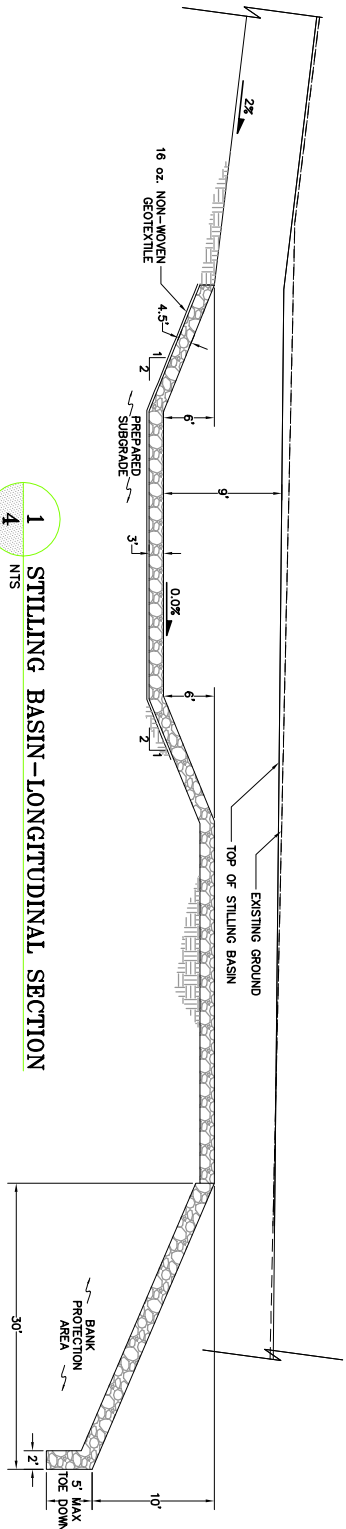 2%
16 oz. NON-WOVEN
GEOTEXTILE
4.5'
1
2
6'
PREPARED
SUBGRADE
9'
3'
0.0%
6'
1
2
TOP OF STILLING BASIN
EXISTING GROUND
BANK
PROTECTION
AREA
30'
10'
2'
5' MAX
TOE DOWN
1
4
STILLING BASIN-LONGITUDINAL SECTION
NTS